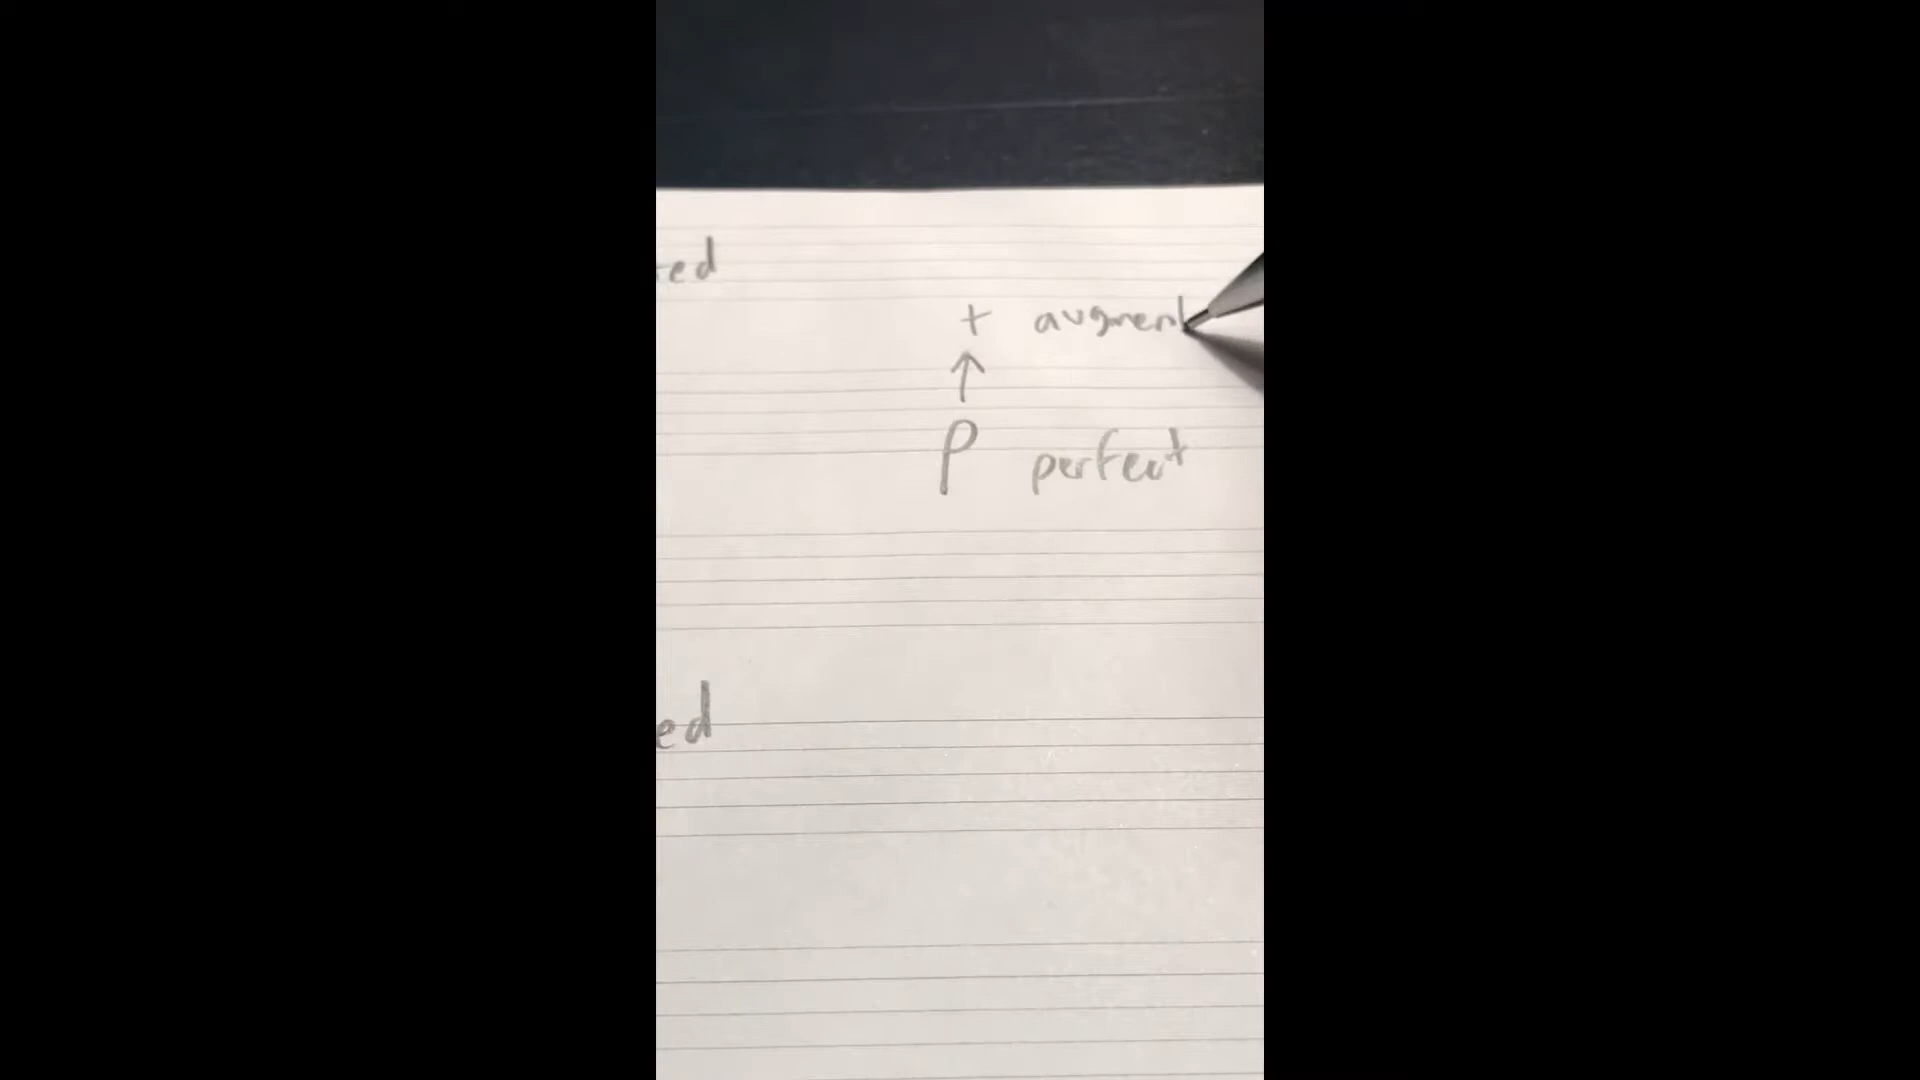 ed
+ augment
↑
P perfect
ed